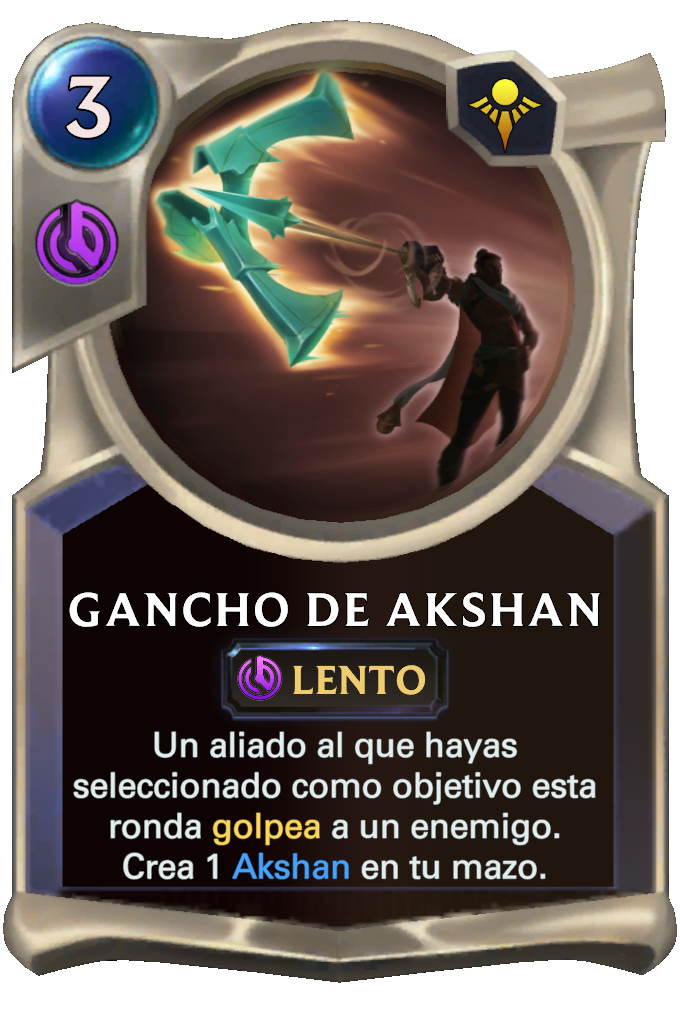 3
GANCHO DE AKSHAN
LENTO
Un aliado al que hayas
seleccionado como objetivo esta
ronda golpea a un enemigo.
Crea 1 Akshan en tu mazo.